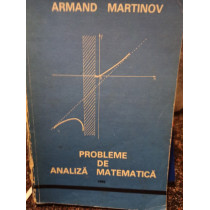 ARMAND MARTINOV
PROBLEME
DE
ANALIZĂ MATEMATICĂ